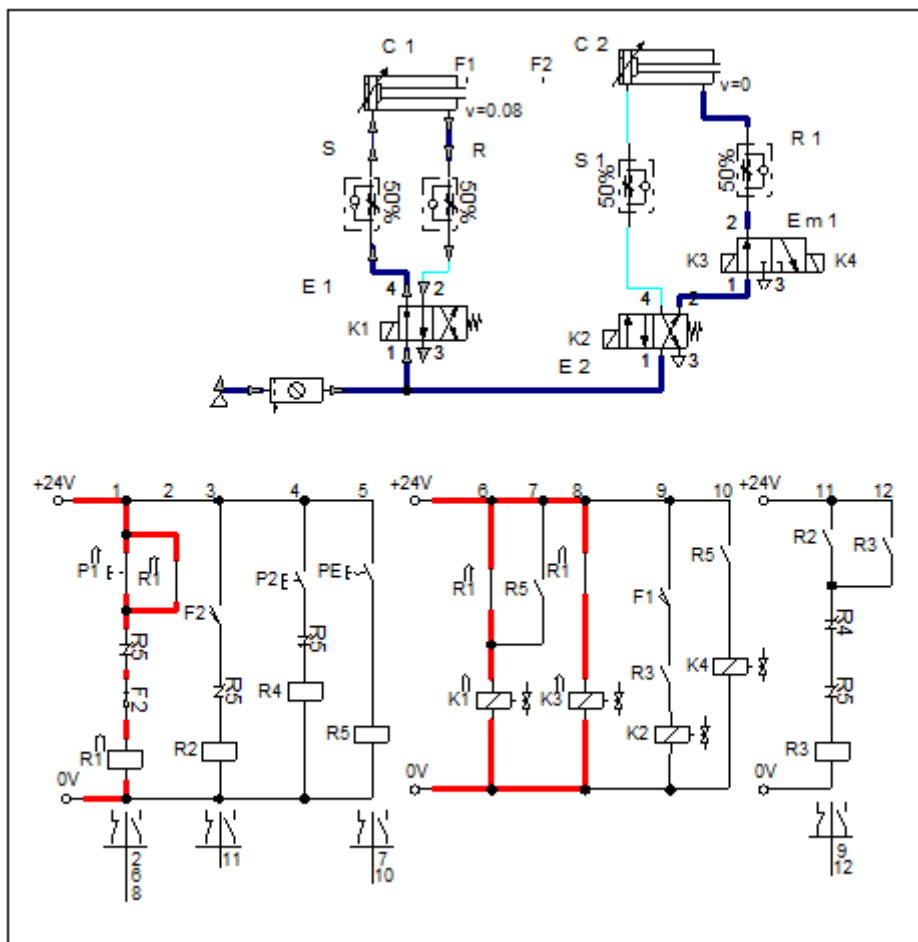 C 1
F1
F2
C 2
v=0.08
v=0
S
R
S 1
R 1
50%
50%
50%
50%
2
E m 1
K3
K4
1
3
E 1
4
2
4
2
K1
K2
1
3
1
3
E 2
+24V
1
2
3
4
5
+24V
6
7
8
9
10
+24V
11
12
P1
R1
P2
PE
R1
R5
R1
R5
R2
R3
F2
F1
R5
R5
R5
R4
F2
R4
R3
K4
R5
K1
K3
R1
R2
R5
K2
R3
0V
0V
0V
2
6
8
11
7
10
9
12